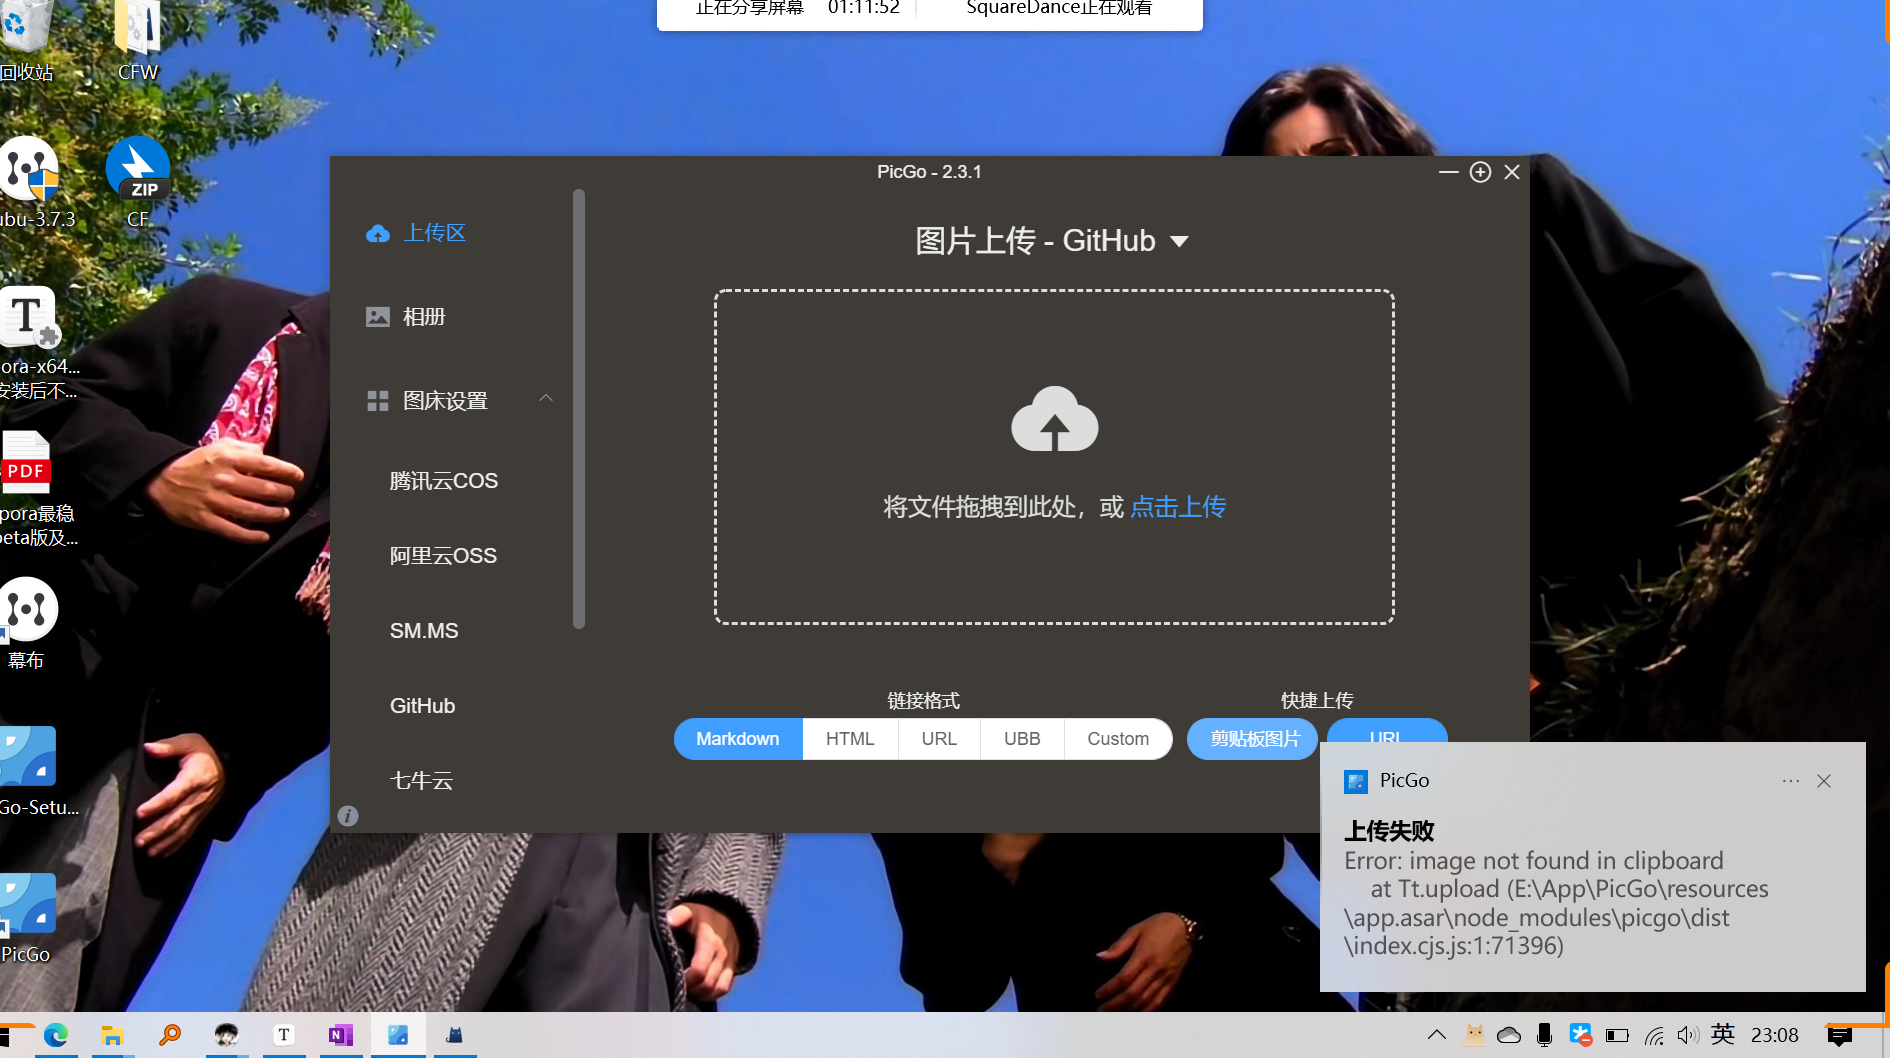 正在分享屏幕 01:11:52 SquareDance正在观看
回收站
CFW
ubu-3.7.3
ZIP
CF
T
ora-x64...
安装后不...
PDF
pora最稳
beta版及...
幕布
Go-Setu...
PicGo
PicGo - 2.3.1
上传区
相册
图床设置
腾讯云COS
阿里云OSS
SM.MS
GitHub
七牛云
图片上传 - GitHub
将文件拖拽到此处，或 点击上传
链接格式
快捷上传
Markdown HTML URL UBB Custom
剪贴板图片 URL
PicGo
上传失败
Error: image not found in clipboard
at Tt.upload (E:\App\PicGo\resources
\app.asar\node_modules\picgo\dist
\index.cjs.js:1:71396)
T
N
英 23:08